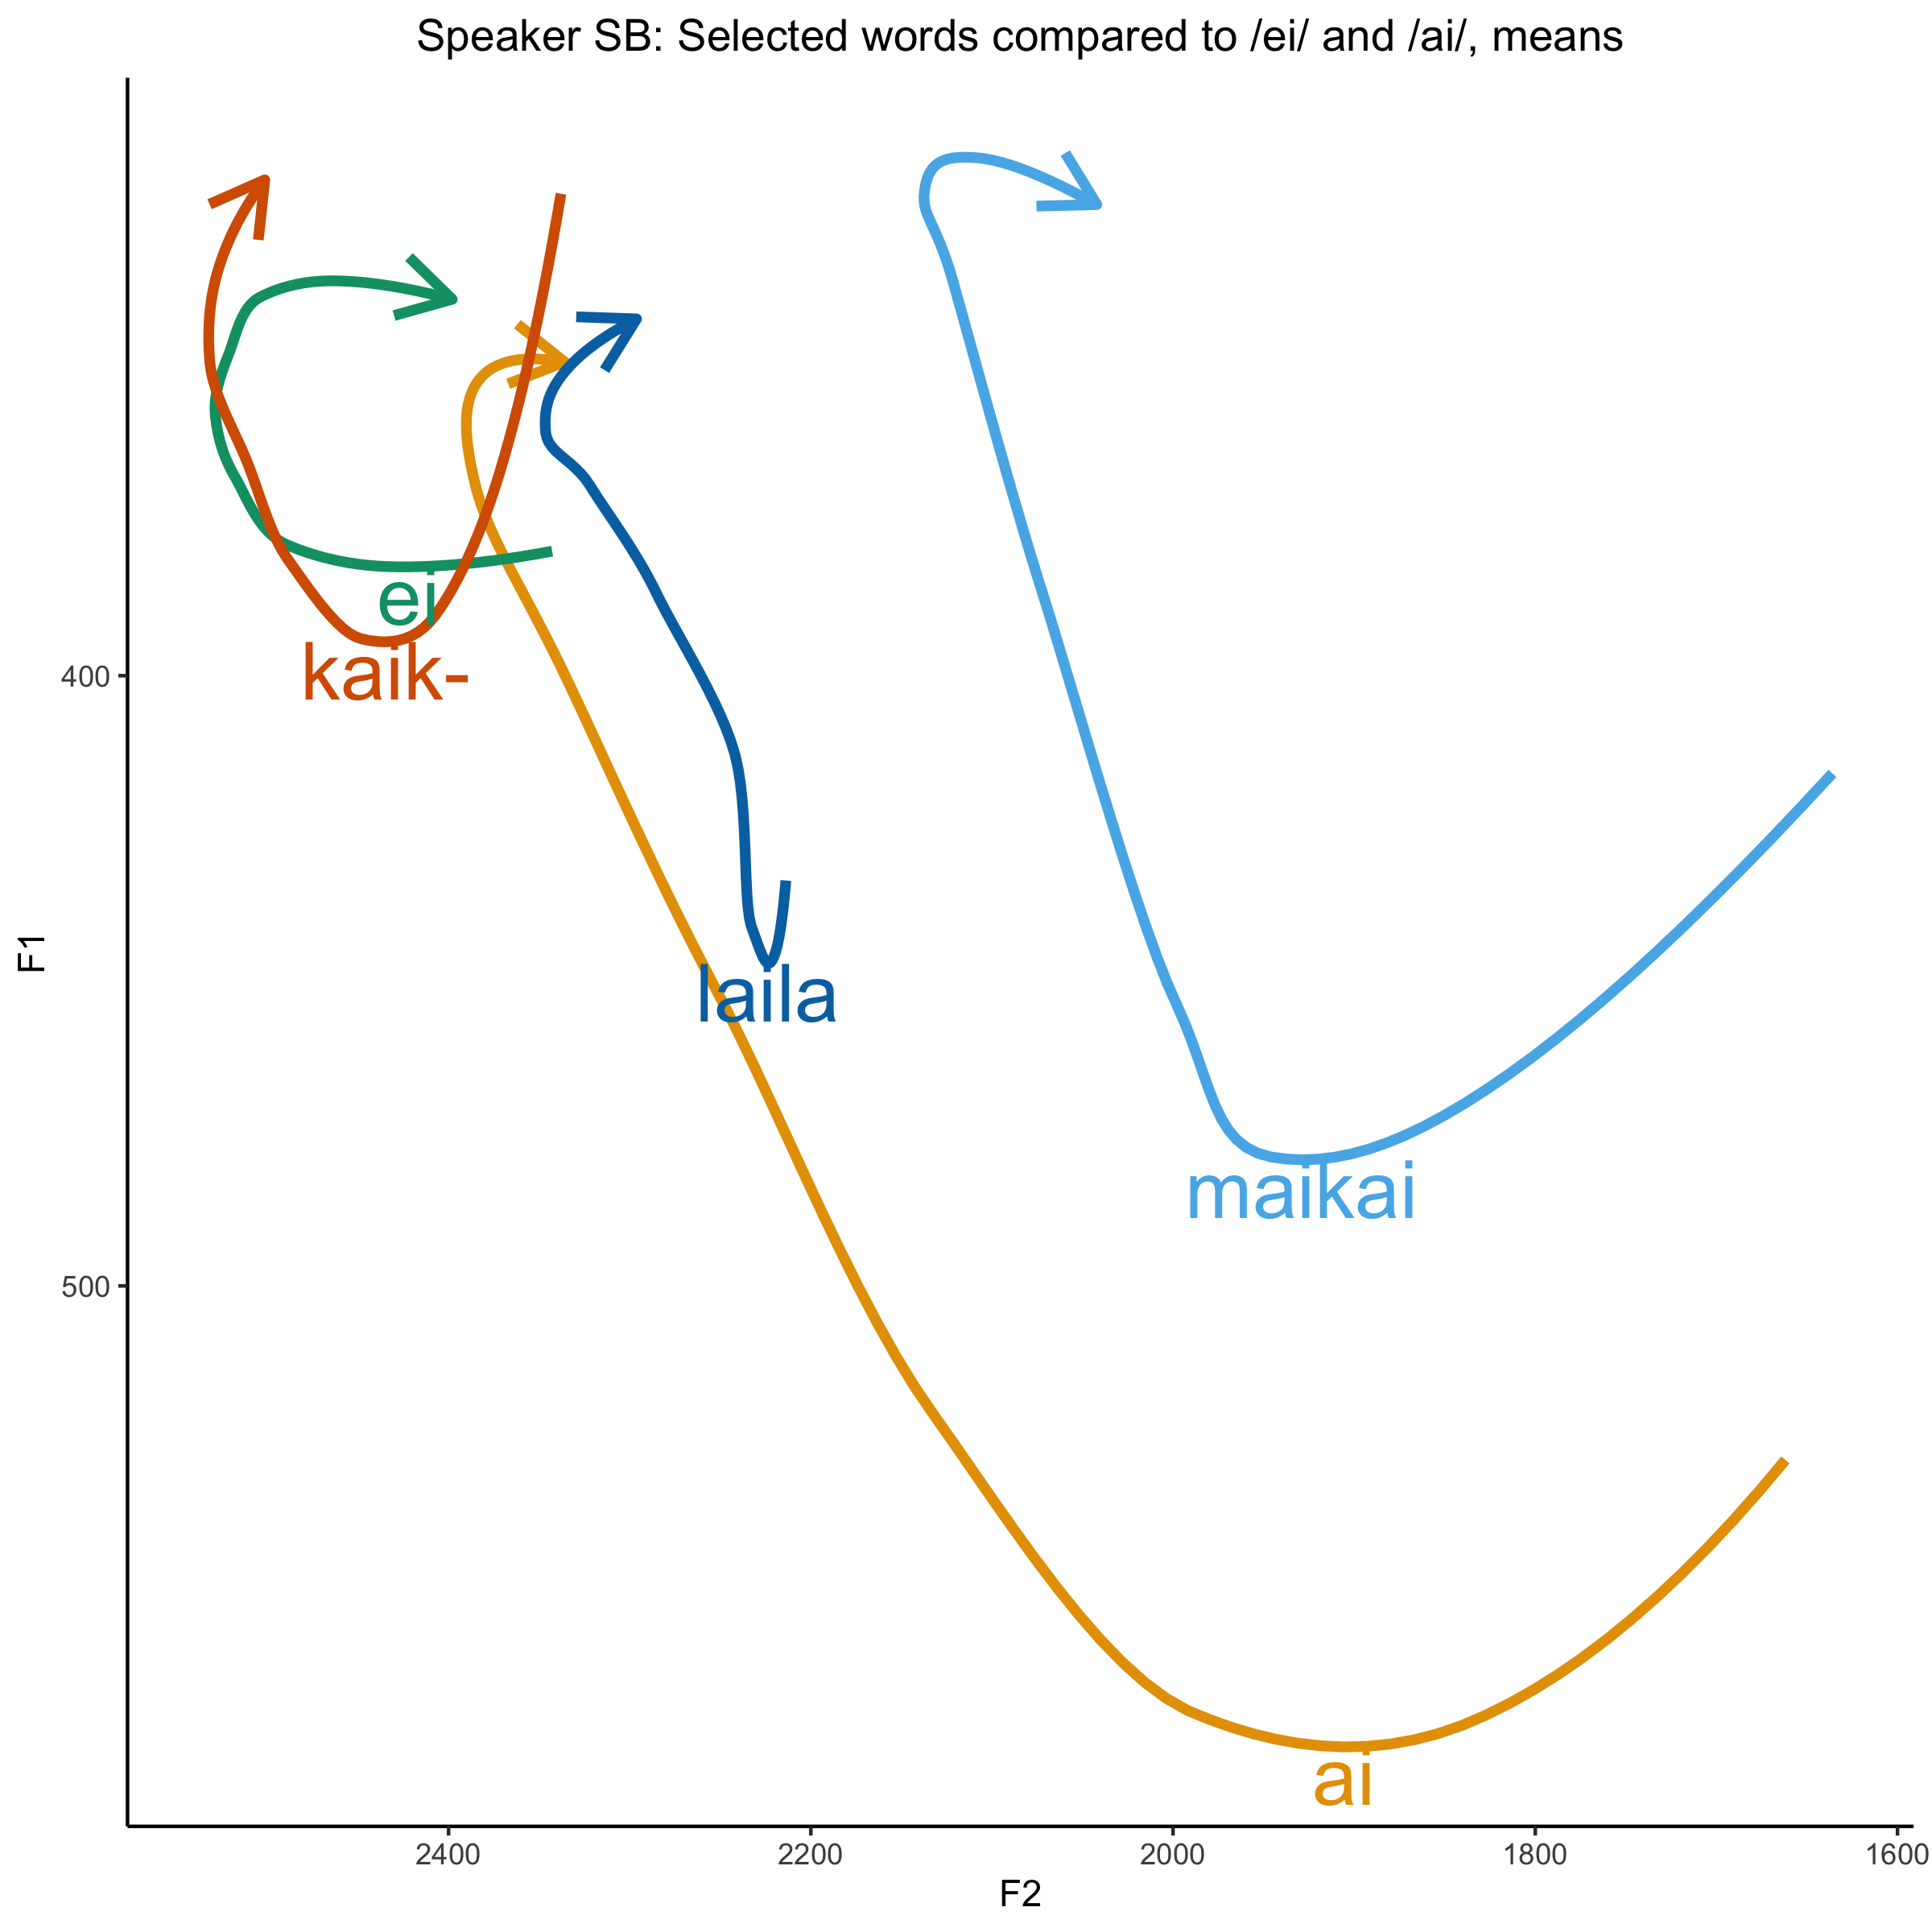 Speaker SB: Selected words compared to /ei/ and /ai/, means
ei
kaik-
400
laila
F1
maikai
500
ai
2400 2200 2000 1800 1600
F2